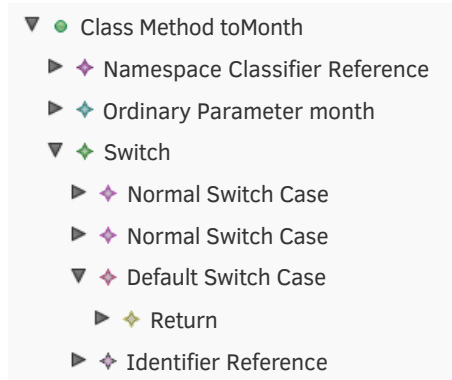 Class Method toMonth
Namespace Classifier Reference
Ordinary Parameter month
Switch
Normal Switch Case
Normal Switch Case
Default Switch Case
Return
Identifier Reference